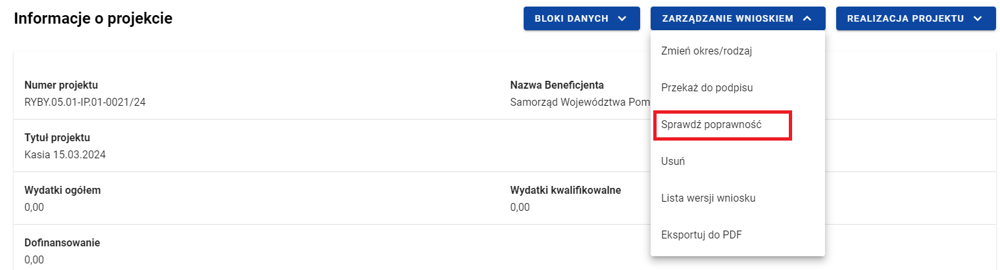 Informacje o projekcie
BLOKI DANYCH
ZARZĄDZANIE WNIOSKIEM
REALIZACJA PROJEKTU
Zmień okres/rodzaj
Przekaż do podpisu
Sprawdź poprawność
Usuń
Lista wersji wniosku
Eksportuj do PDF
Numer projektu
RYBY.05.01-IP.01-0021/24
Nazwa Beneficjenta
Samorząd Województwa Pom
Tytuł projektu
Kasia 15.03.2024
Wydatki ogółem
0,00
Wydatki kwalifikowalne
0,00
Dofinansowanie
0,00